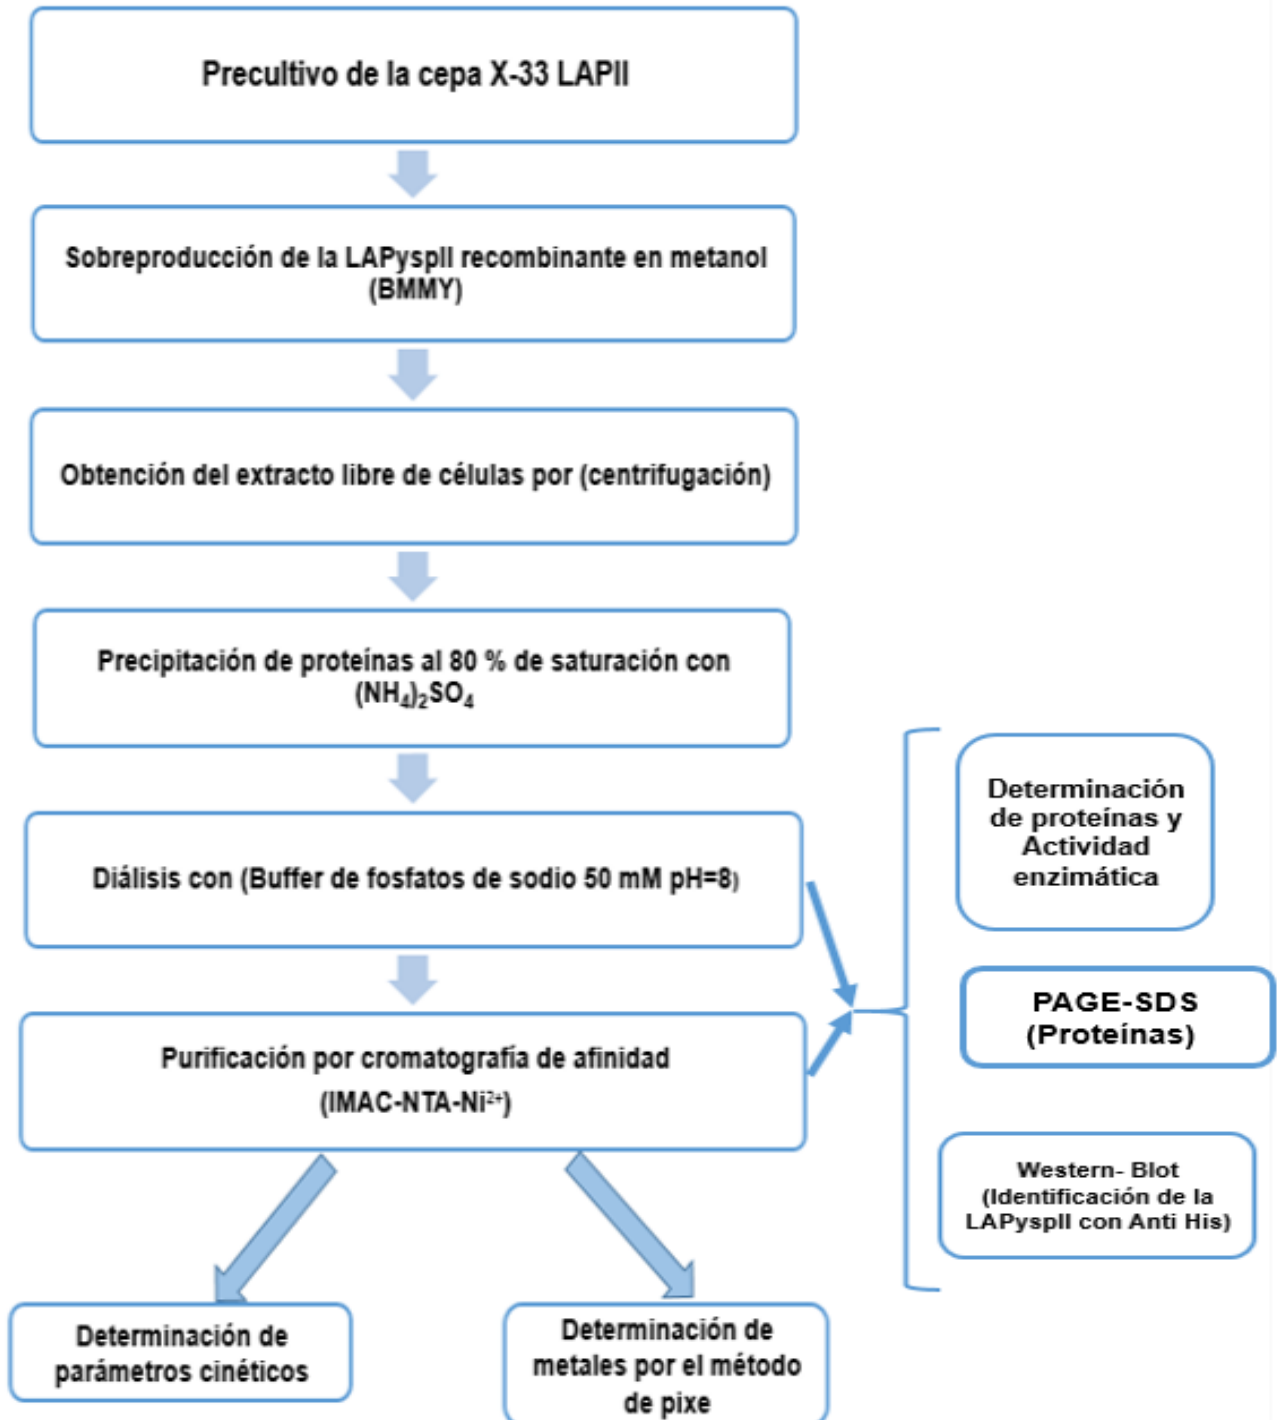 Precultivo de la cepa X-33 LAPII
Sobreproducción de la LAPyspII recombinante en metanol
(BMMY)
Obtención del extracto libre de células por (centrifugación)
Precipitación de proteínas al 80 % de saturación con
(NH₄)₂SO₄
Diálisis con (Buffer de fosfatos de sodio 50 mM pH=8)
Purificación por cromatografía de afinidad
(IMAC-NTA-Ni²⁺)
Determinación
de proteínas y
Actividad
enzimática
PAGE-SDS
(Proteínas)
Western- Blot
(Identificación de la
LAPyspII con Anti His)
Determinación de
parámetros cinéticos
Determinación de
metales por el método
de pixe